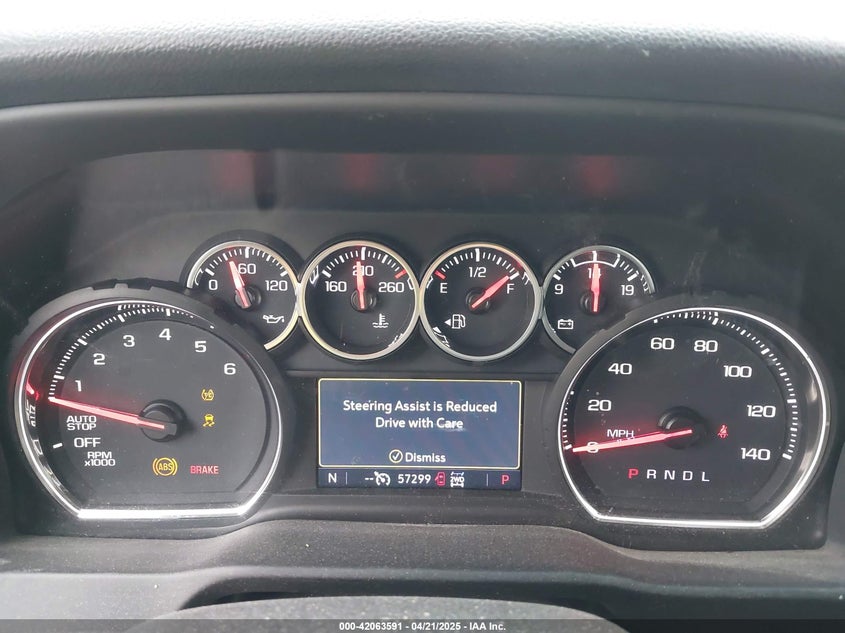 0 60 120
160 210 260
E 1/2 F
9 14 19
1 2 3 4 5 6
AUTO
STOP
OFF
RPM
x1000
ABS
BRAKE
Steering Assist is Reduced
Drive with Care
Dismiss
N -- 57299 2WD P
0 20 40 60 80 100 120 140
MPH
P R N D L
000-42063591 - 04/21/2025 - IAA Inc.